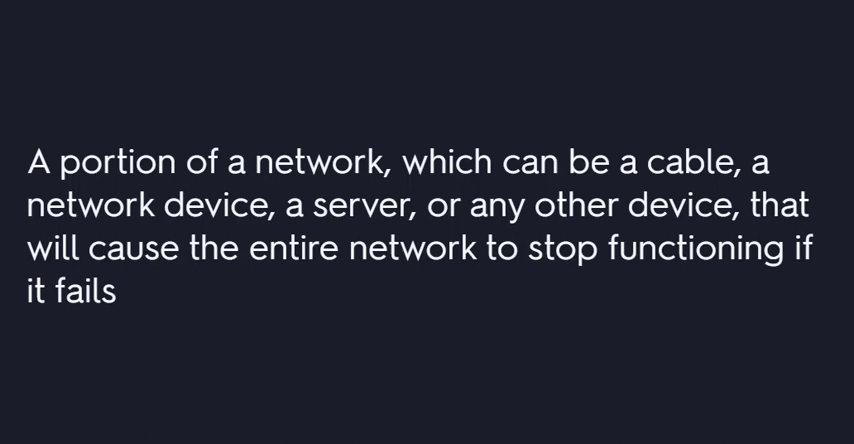 A portion of a network, which can be a cable, a
network device, a server, or any other device, that
will cause the entire network to stop functioning if
it fails